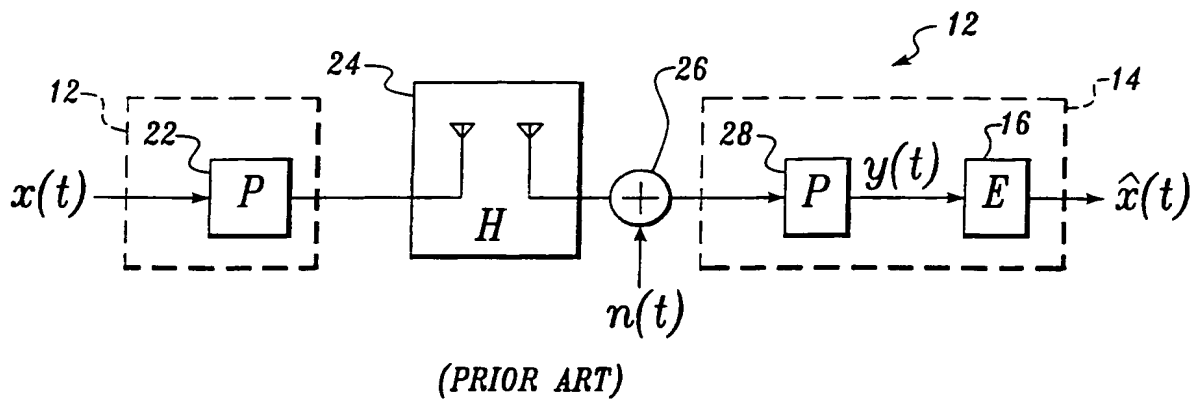 12
24
26
12
14
22
28
16
x(t)
P
H
+
P
y(t)
E
x̂(t)
n(t)
(PRIOR ART)